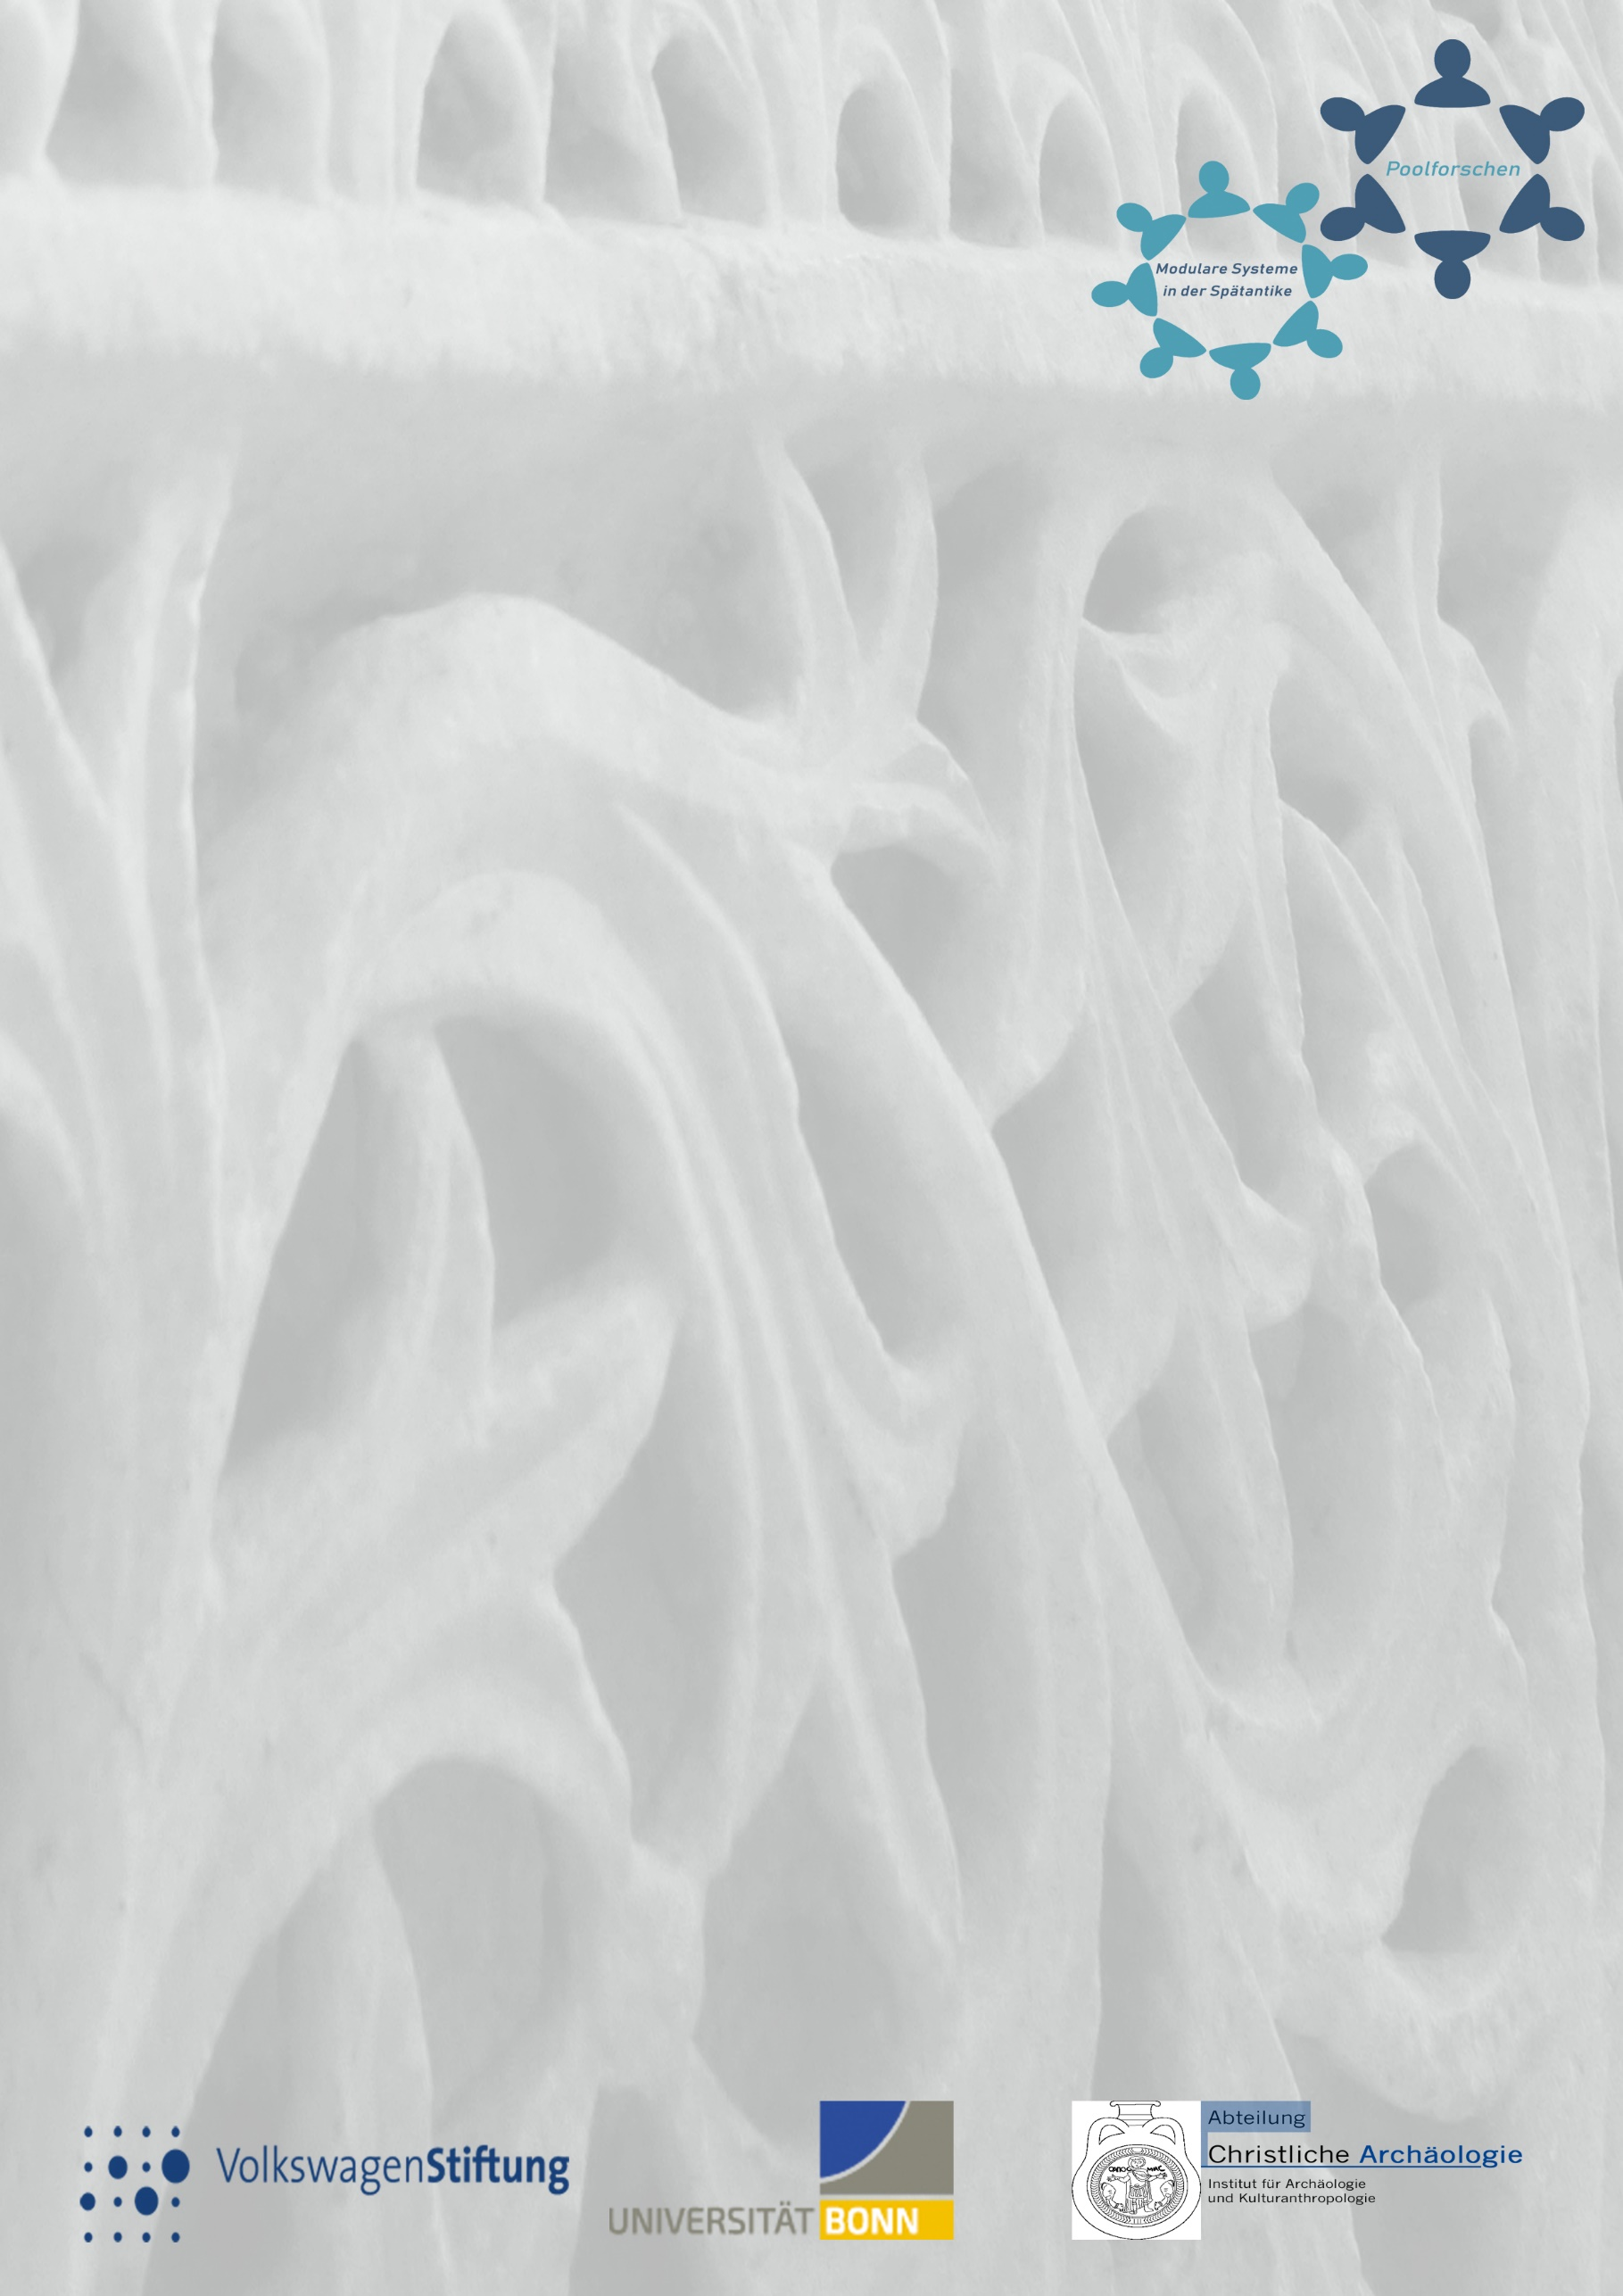 Poolforschen
Modulare Systeme
in der Spätantike
VolkswagenStiftung
UNIVERSITÄT BONN
Abteilung
Christliche Archäologie
Institut für Archäologie
und Kulturanthropologie